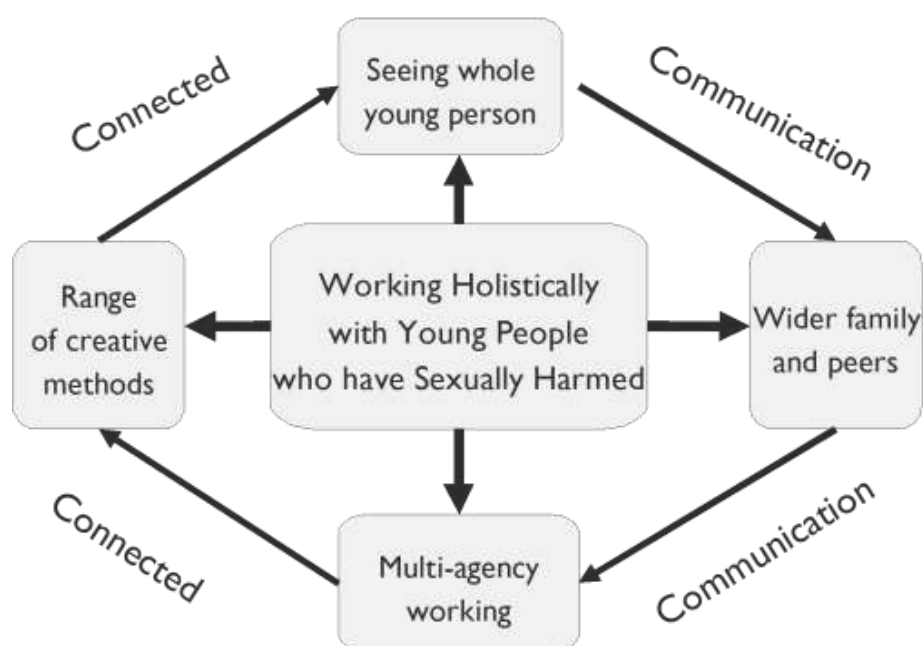 Connected
Seeing whole
young person
Communication
Range
of creative
methods
Working Holistically
with Young People
who have Sexually Harmed
Wider family
and peers
Connected
Multi-agency
working
Communication